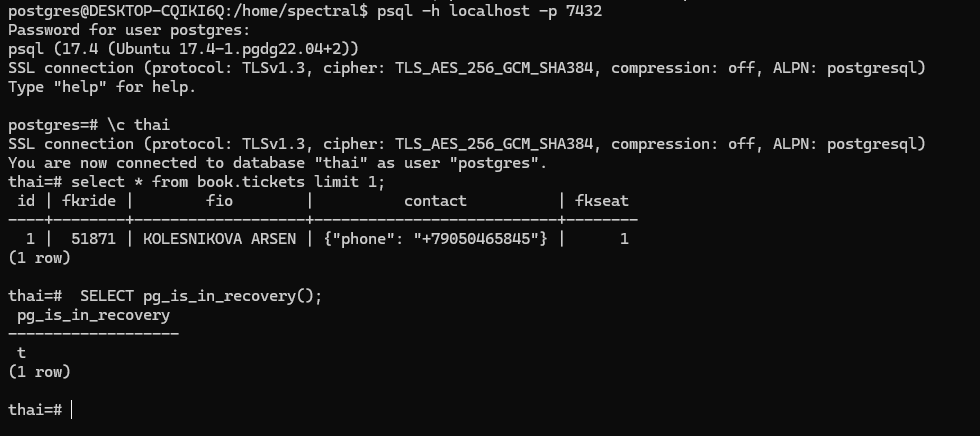 postgres@DESKTOP-CQIKI6Q:/home/spectral$ psql -h localhost -p 7432
Password for user postgres:
psql (17.4 (Ubuntu 17.4-1.pgdg22.04+2))
SSL connection (protocol: TLSv1.3, cipher: TLS_AES_256_GCM_SHA384, compression: off, ALPN: postgresql)
Type "help" for help.

postgres=# \c thai
SSL connection (protocol: TLSv1.3, cipher: TLS_AES_256_GCM_SHA384, compression: off, ALPN: postgresql)
You are now connected to database "thai" as user "postgres".
thai=# select * from book.tickets limit 1;
 id | fkride |        fio        |          contact          | fkseat
----+--------+-------------------+---------------------------+--------
  1 |  51871 | KOLESNIKOVA ARSEN | {"phone": "+79050465845"} |      1
(1 row)

thai=#  SELECT pg_is_in_recovery();
 pg_is_in_recovery
-------------------
 t
(1 row)

thai=#